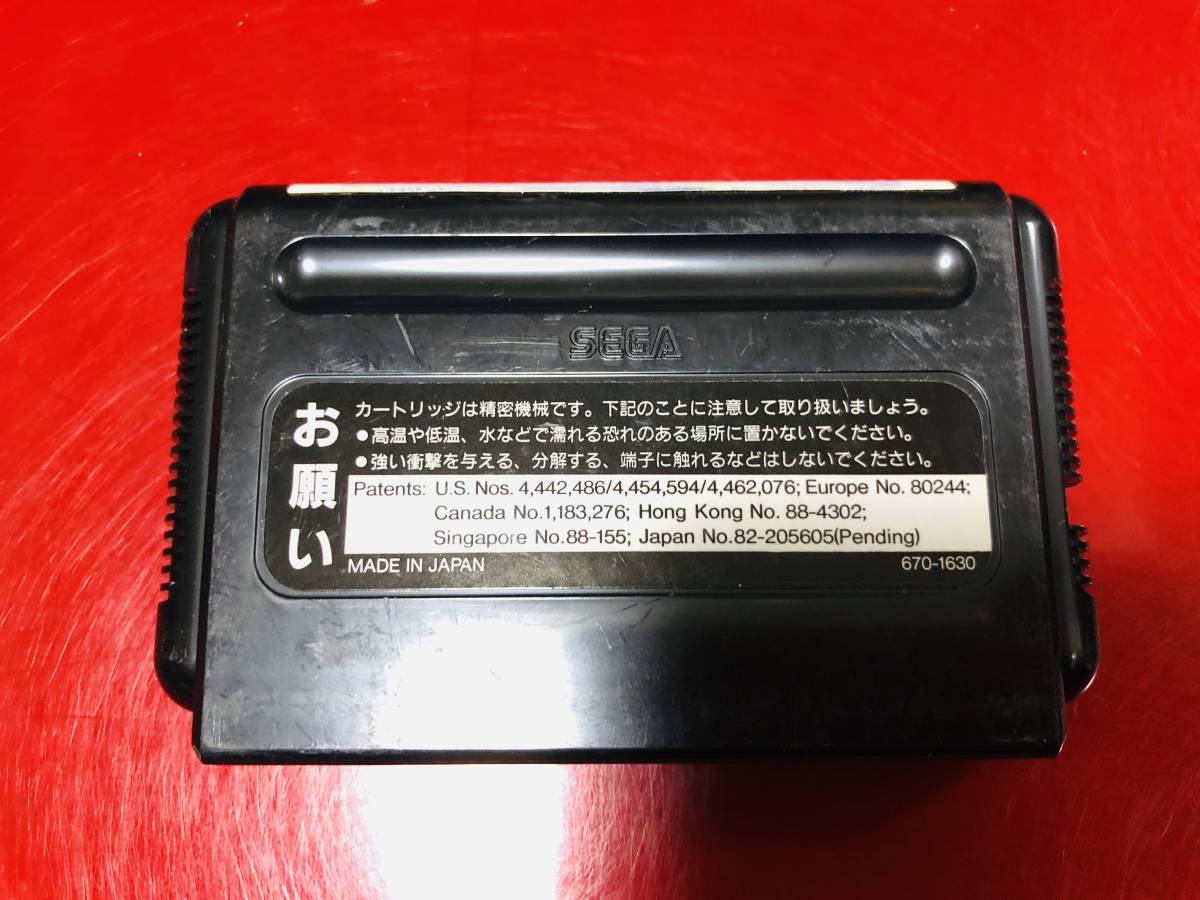 SEGA
お願い
カートリッジは精密機械です。下記のことに注意して取り扱いましょう。
●高温や低温、水などで濡れる恐れのある場所に置かないでください。
●強い衝撃を与える、分解する、端子に触れるなどはしないでください。
Patents: U.S. Nos. 4,442,486/4,454,594/4,462,076; Europe No. 80244;
Canada No.1,183,276; Hong Kong No. 88-4302;
Singapore No.88-155; Japan No.82-205605(Pending)
MADE IN JAPAN 670-1630